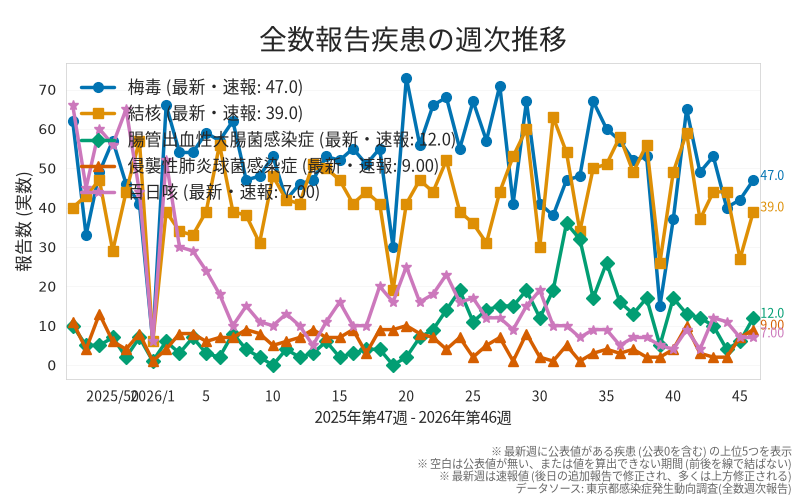 全数報告疾患の週次推移
梅毒 (最新・速報: 47.0)
結核 (最新・速報: 39.0)
腸管出血性大腸菌感染症 (最新・速報: 12.0)
侵襲性肺炎球菌感染症 (最新・速報: 9.00)
百日咳 (最新・速報: 7.00)
報告数 (実数)
70
60
50
40
30
20
10
0
47.0
39.0
12.0
9.00
7.00
2025/50 2026/1 5 10 15 20 25 30 35 40 45
2025年第47週 - 2026年第46週
※ 最新週に公表値がある疾患 (公表0を含む) の上位5つを表示
※ 空白は公表値が無い、または値を算出できない期間 (前後を線で結ばない)
※ 最新週は速報値 (後日の追加報告で修正され、多くは上方修正される)
データソース: 東京都感染症発生動向調査(全数週次報告)